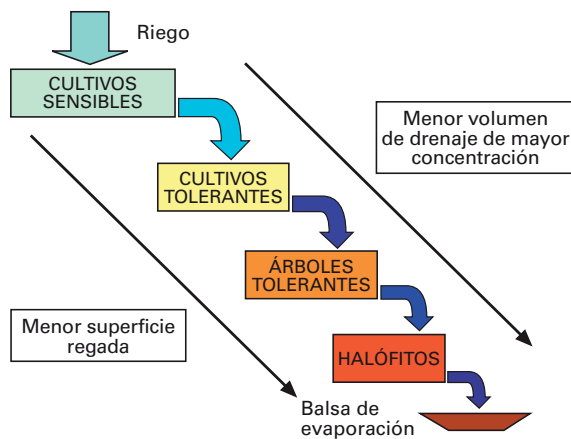 Riego
CULTIVOS
SENSIBLES
Menor volumen
de drenaje de mayor
concentración
CULTIVOS
TOLERANTES
ÁRBOLES
TOLERANTES
Menor superficie
regada
HALÓFITOS
Balsa de
evaporación